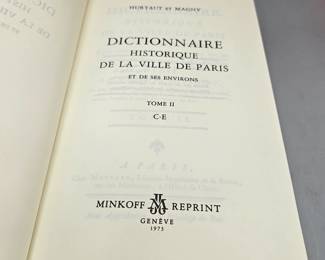 HURTAUT ET MAGNY
DICTIONNAIRE
HISTORIQUE
DE LA VILLE DE PARIS
ET DE SES ENVIRONS
TOME II
C-E
MINKOFF REPRINT
GENÈVE
1973